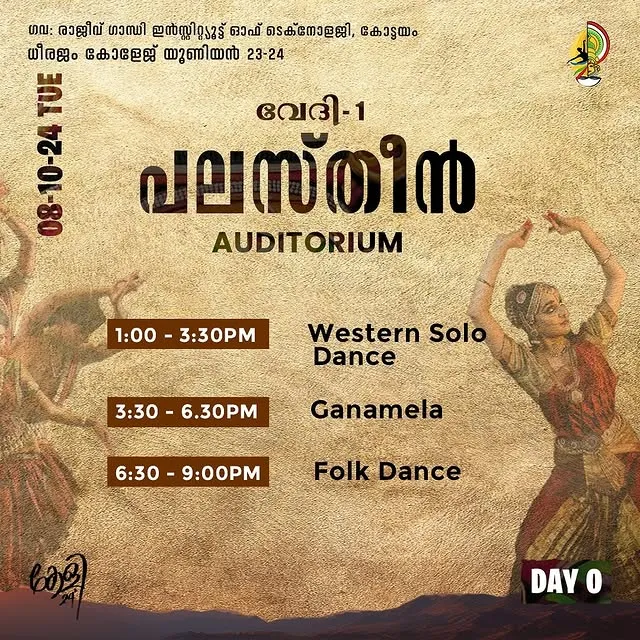 ഗവ: രാജീവ് ഗാന്ധി ഇൻസ്റ്റിറ്റ്യൂട്ട് ഓഫ് ടെക്നോളജി, കോട്ടയം
ധീരജം കോളേജ് യൂണിയൻ 23-24
08-10-24 TUE
വേദി-1
പലസ്തീൻ
AUDITORIUM
1:00 - 3:30PM Western Solo
Dance
3:30 - 6.30PM Ganamela
6:30 - 9:00PM Folk Dance
കേളി
24
DAY 0